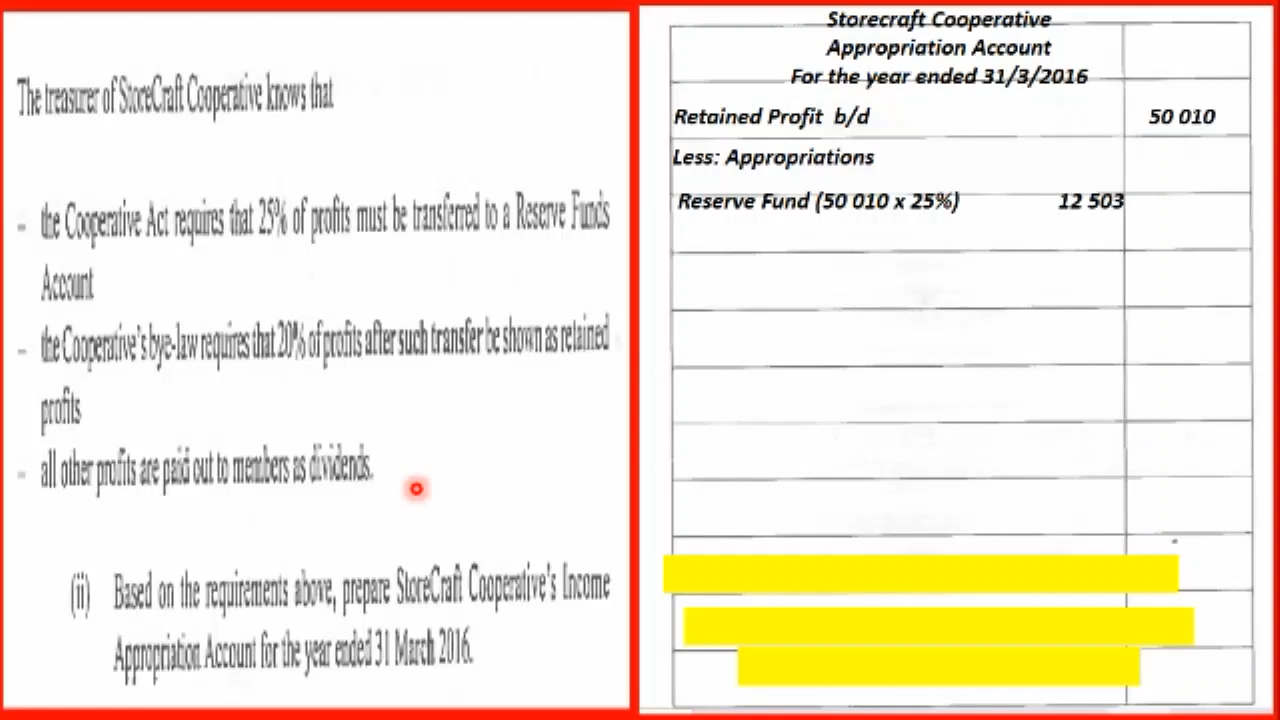 The treasurer of StoreCraft Cooperative knows that
- the Cooperative Act requires that 25% of profits must be transferred to a Reserve Funds
Account
- the Cooperative's bye-law requires that 20% of profits after such transfer be shown as retained
profits
- all other profits are paid out to members as dividends.
(ii) Based on the requirements above, prepare StoreCraft Cooperative's Income
Appropriation Account for the year ended 31 March 2016.
Storecraft Cooperative
Appropriation Account
For the year ended 31/3/2016
Retained Profit b/d 50 010
Less: Appropriations
Reserve Fund (50 010 x 25%) 12 503